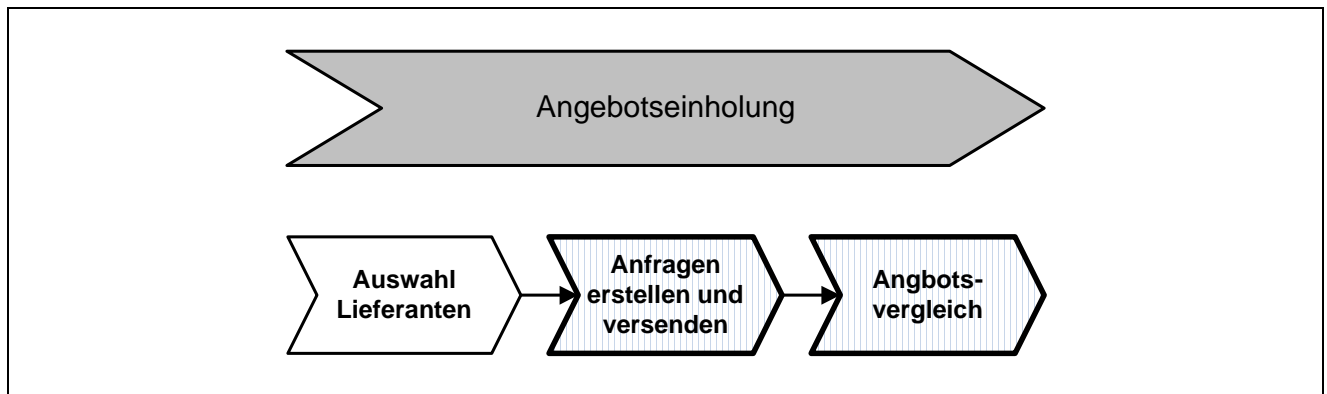 Angebotseinholung
Auswahl
Lieferanten
Anfragen
erstellen und
versenden
Angbots-
vergleich